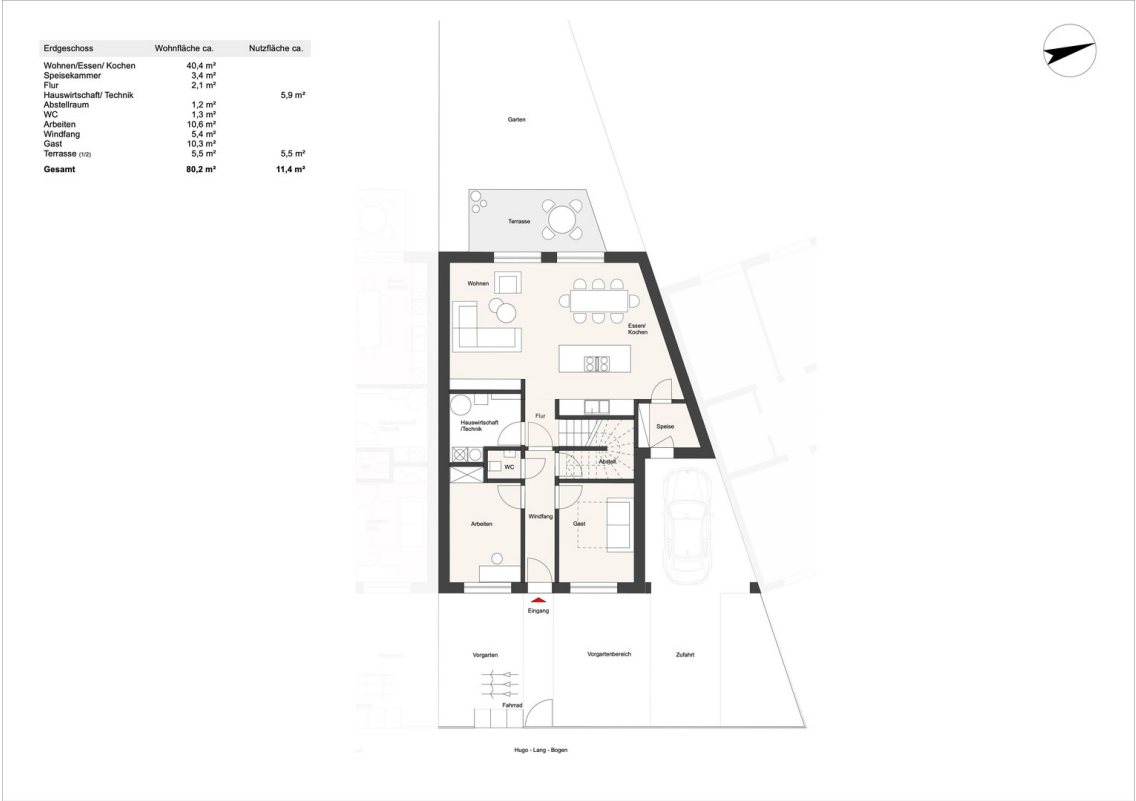 Erdgeschoss Wohnfläche ca. Nutzfläche ca.
Wohnen/Essen/ Kochen 40,4 m²
Speisekammer 3,4 m²
Flur 2,1 m²
Hauswirtschaft/ Technik 5,9 m²
Abstellraum 1,2 m²
WC 1,3 m²
Arbeiten 10,6 m²
Windfang 5,4 m²
Gast 10,3 m²
Terrasse (1/2) 5,5 m² 5,5 m²
Gesamt 80,2 m² 11,4 m²
Garten
Terrasse
Wohnen
Essen/
Kochen
Flur
Hauswirtschaft
/Technik
Speise
WC
Abstell.
Arbeiten
Windfang
Gast
Eingang
Vorgarten
Vorgartenbereich
Zufahrt
Fahrrad
Hugo - Lang - Bogen